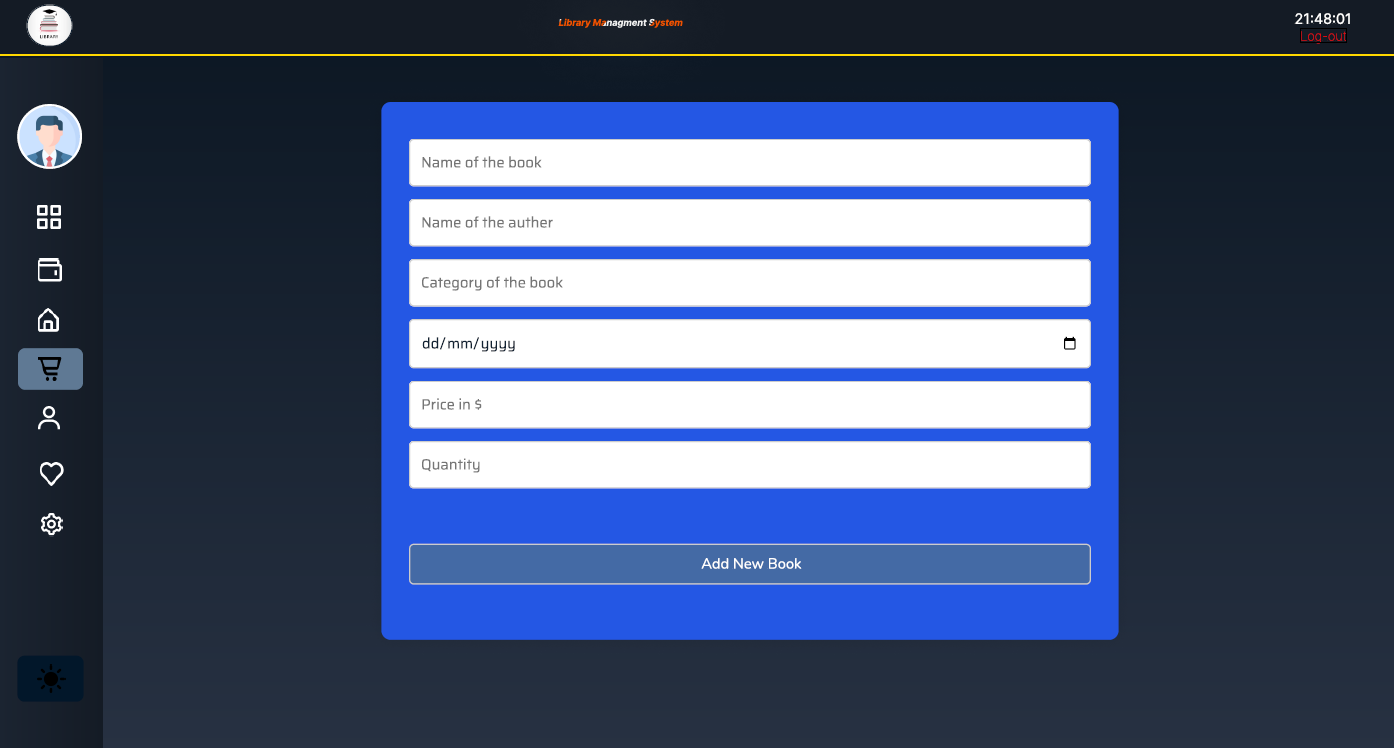 LIBRARY
Library Managment System
21:48:01
Log-out
Name of the book
Name of the auther
Category of the book
dd/mm/yyyy
Price in $
Quantity
Add New Book